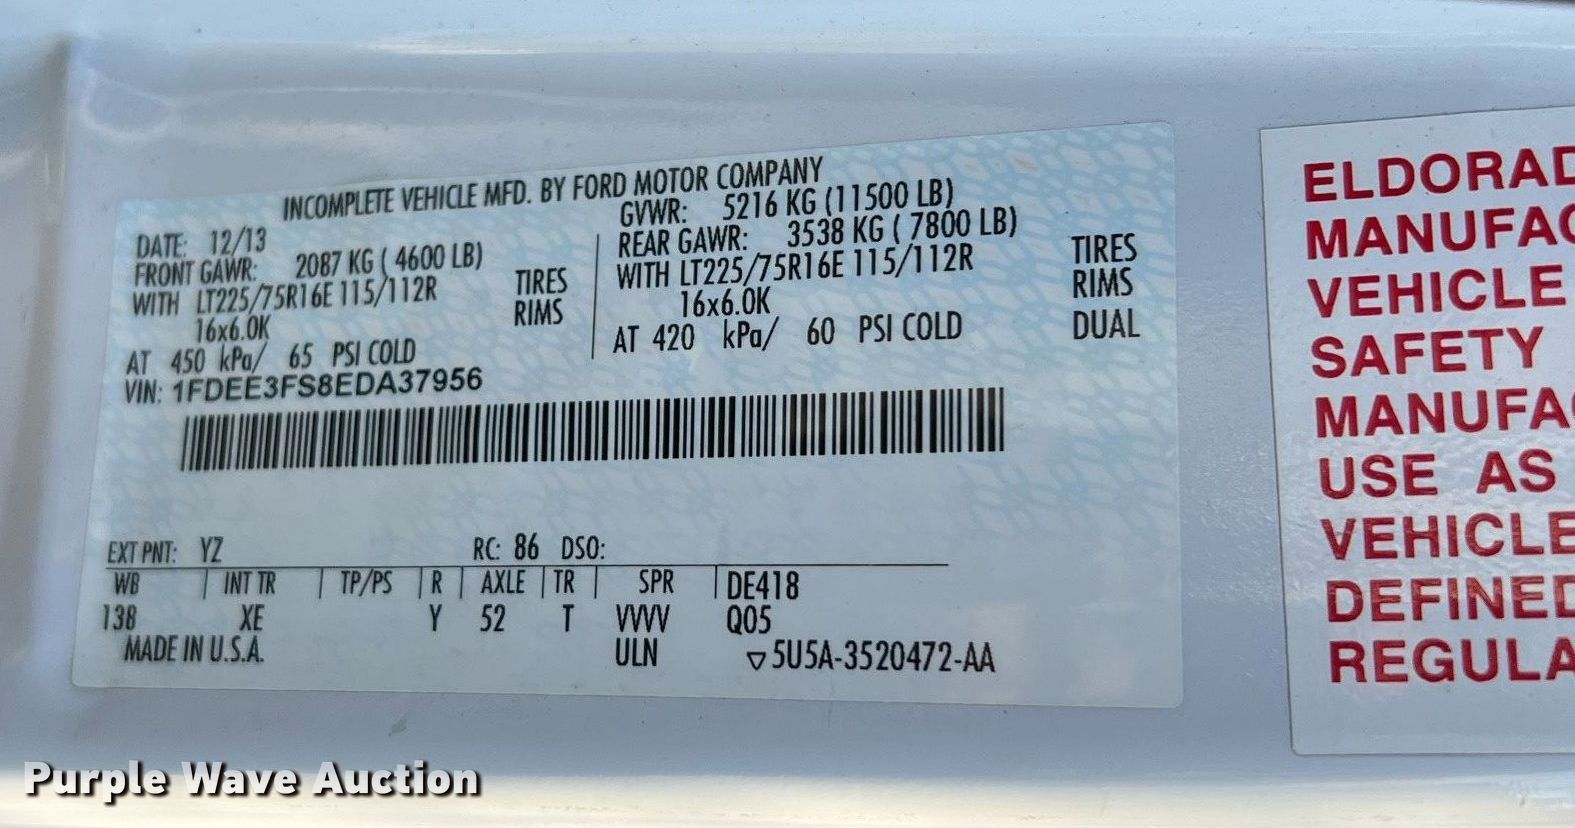 INCOMPLETE VEHICLE MFD. BY FORD MOTOR COMPANY
DATE: 12/13
FRONT GAWR: 2087 KG ( 4600 LB)
WITH LT225/75R16E 115/112R TIRES
16x6.0K RIMS
AT 450 kPa/ 65 PSI COLD
GVWR: 5216 KG (11500 LB)
REAR GAWR: 3538 KG ( 7800 LB)
WITH LT225/75R16E 115/112R TIRES
16x6.0K RIMS
AT 420 kPa/ 60 PSI COLD DUAL
VIN: 1FDEE3FS8EDA37956
EXT PNT: YZ RC: 86 DSO:
WB | INT TR | TP/PS | R | AXLE | TR | SPR | DE418
138 XE Y 52 T VVVV Q05
MADE IN U.S.A. ULN ▽5U5A-3520472-AA
ELDORAD
MANUFAC
VEHICLE
SAFETY
MANUFAC
USE AS
VEHICLE
DEFINED
REGULA
Purple Wave Auction